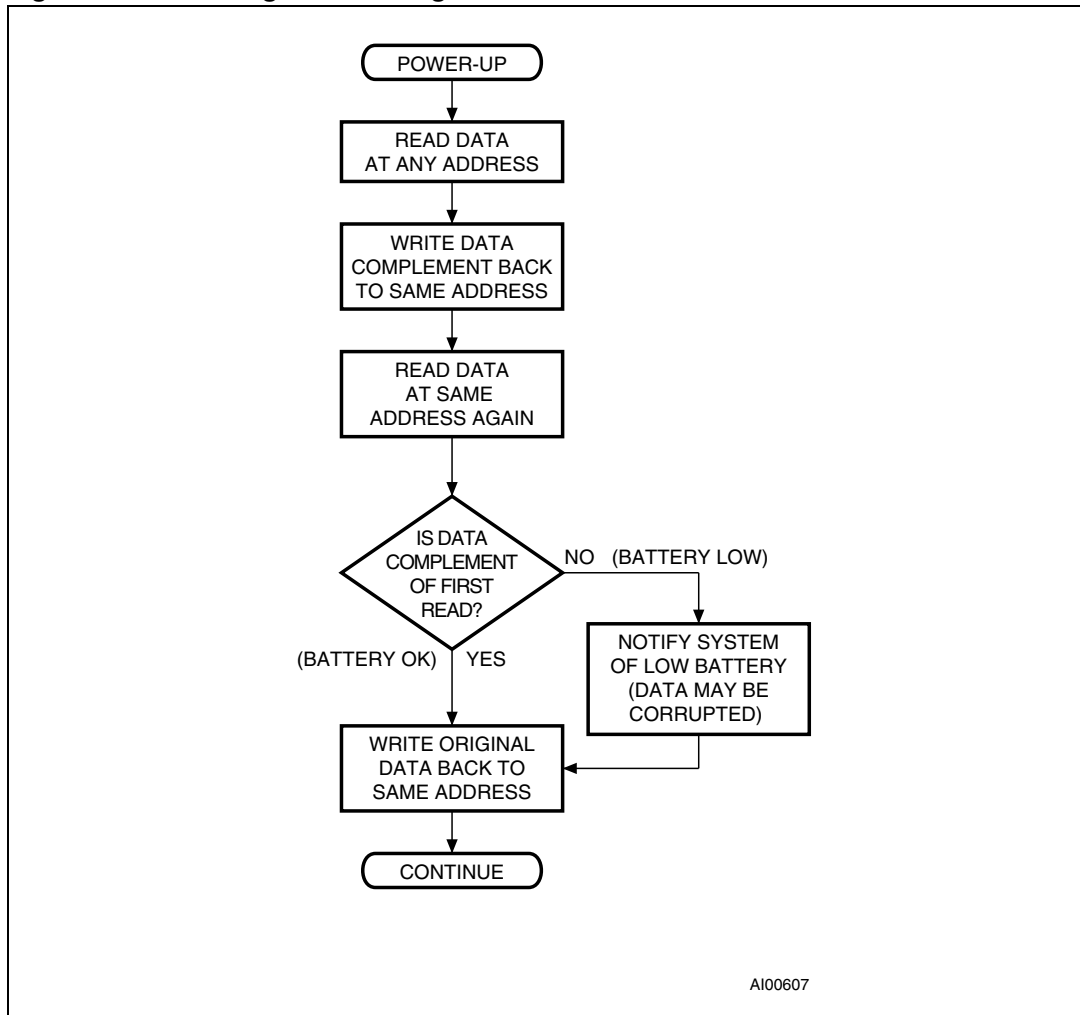 POWER-UP
READ DATA
AT ANY ADDRESS
WRITE DATA
COMPLEMENT BACK
TO SAME ADDRESS
READ DATA
AT SAME
ADDRESS AGAIN
IS DATA
COMPLEMENT
OF FIRST
READ?
NO (BATTERY LOW)
NOTIFY SYSTEM
OF LOW BATTERY
(DATA MAY BE
CORRUPTED)
(BATTERY OK) YES
WRITE ORIGINAL
DATA BACK TO
SAME ADDRESS
CONTINUE
AI00607